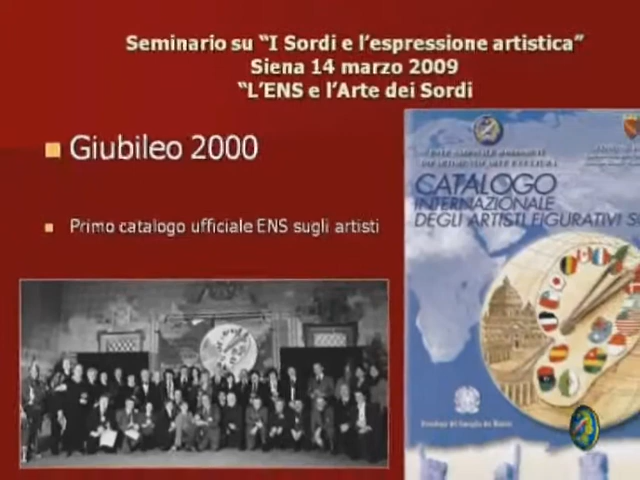 Seminario su “I Sordi e l’espressione artistica”
Siena 14 marzo 2009
“L’ENS e l’Arte dei Sordi
Giubileo 2000
Primo catalogo ufficiale ENS sugli artisti
CATALOGO
INTERNAZIONALE
DEGLI ARTISTI FIGURATIVI